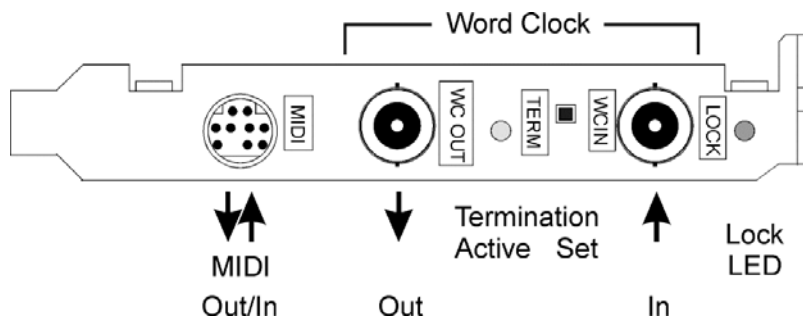 Word Clock
MIDI
WC OUT
TERM
WCIN
LOCK
Termination
Active Set
Lock
LED
MIDI
Out/In
Out
In